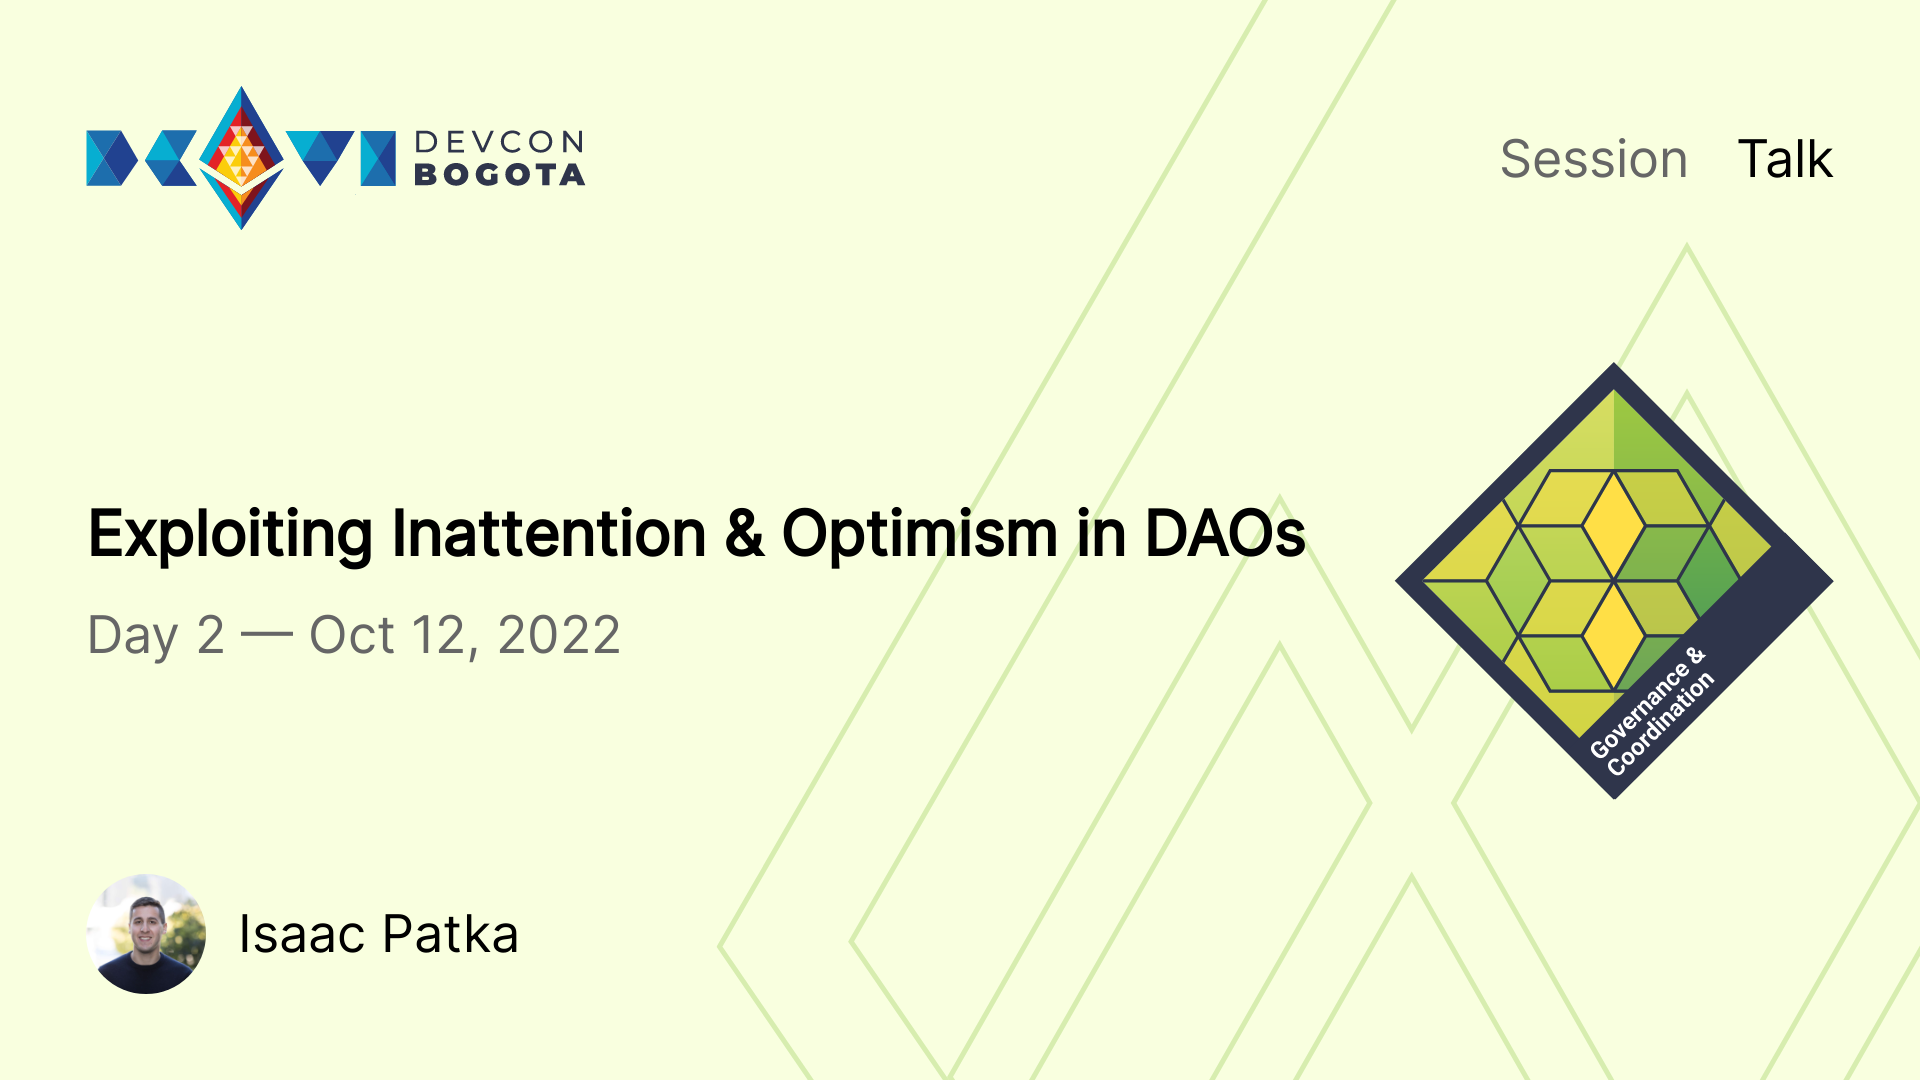 DEVCON
BOGOTA
Session Talk
Exploiting Inattention & Optimism in DAOs
Day 2 — Oct 12, 2022
Governance &
Coordination
Isaac Patka